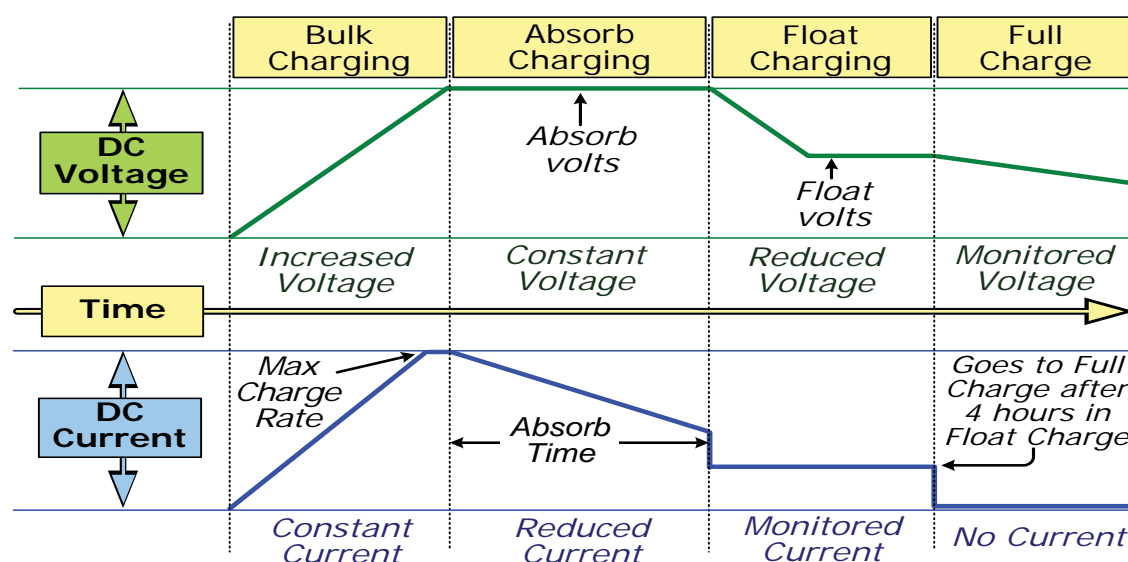 Bulk
Charging
Absorb
Charging
Float
Charging
Full
Charge
DC
Voltage
Absorb
volts
Float
volts
Increased
Voltage
Constant
Voltage
Reduced
Voltage
Monitored
Voltage
Time
DC
Current
Max
Charge
Rate
Absorb
Time
Goes to Full
Charge after
4 hours in
Float Charge
Constant
Current
Reduced
Current
Monitored
Current
No Current